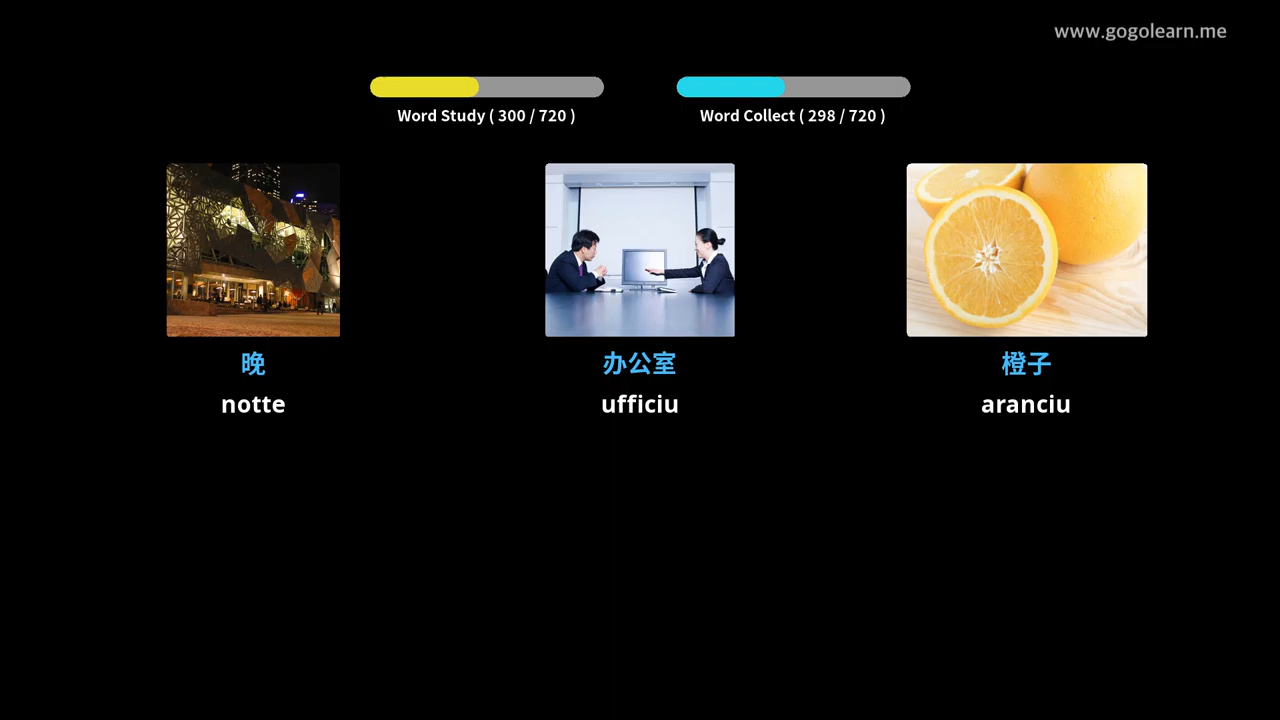 www.gogolearn.me
Word Study ( 300 / 720 )
Word Collect ( 298 / 720 )
晚
办公室
橙子
notte
ufficiu
aranciu